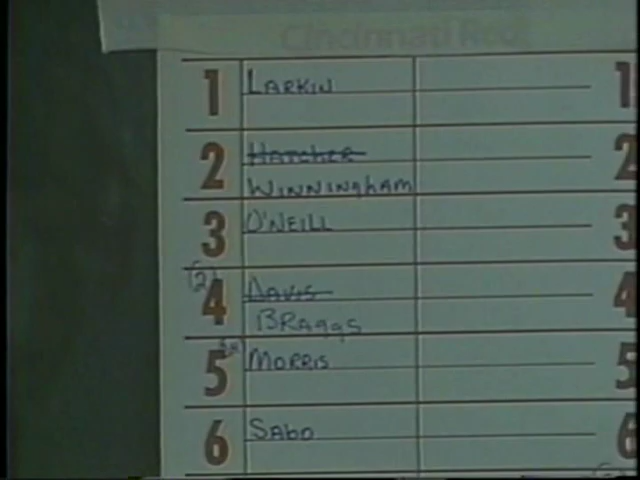 Cincinnati Reds
1 LARKIN 1
2 HATCHER 2
WINNINGHAM
3 O'NEILL 3
(2) 4 DAVIS 4
BRAGGS
5 MORRIS 5
6 SABO 6